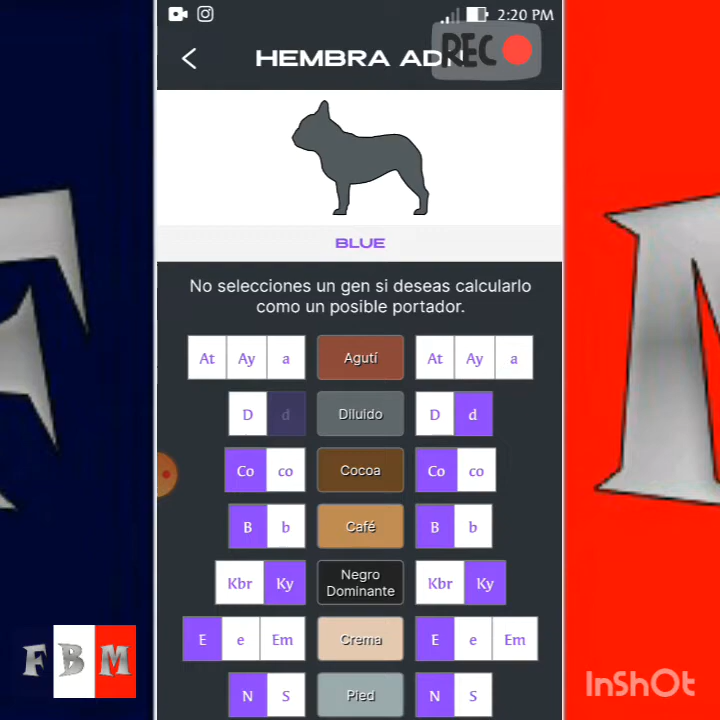 2:20 PM
HEMBRA ADN
REC
BLUE
No selecciones un gen si deseas calcularlo
como un posible portador.
At Ay a Agutí At Ay a
D d Diluido D d
Co co Cocoa Co co
B b Café B b
Kbr Ky Negro Dominante Kbr Ky
E e Em Crema E e Em
N S Pied N S
F B M
InShOt